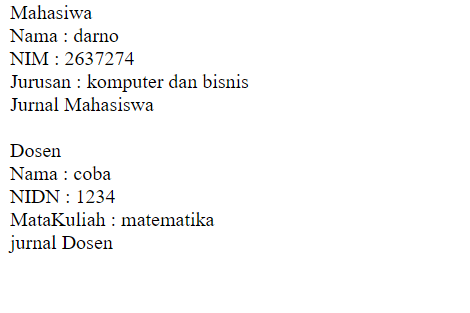 Mahasiwa
Nama : darno
NIM : 2637274
Jurusan : komputer dan bisnis
Jurnal Mahasiswa
Dosen
Nama : coba
NIDN : 1234
MataKuliah : matematika
jurnal Dosen